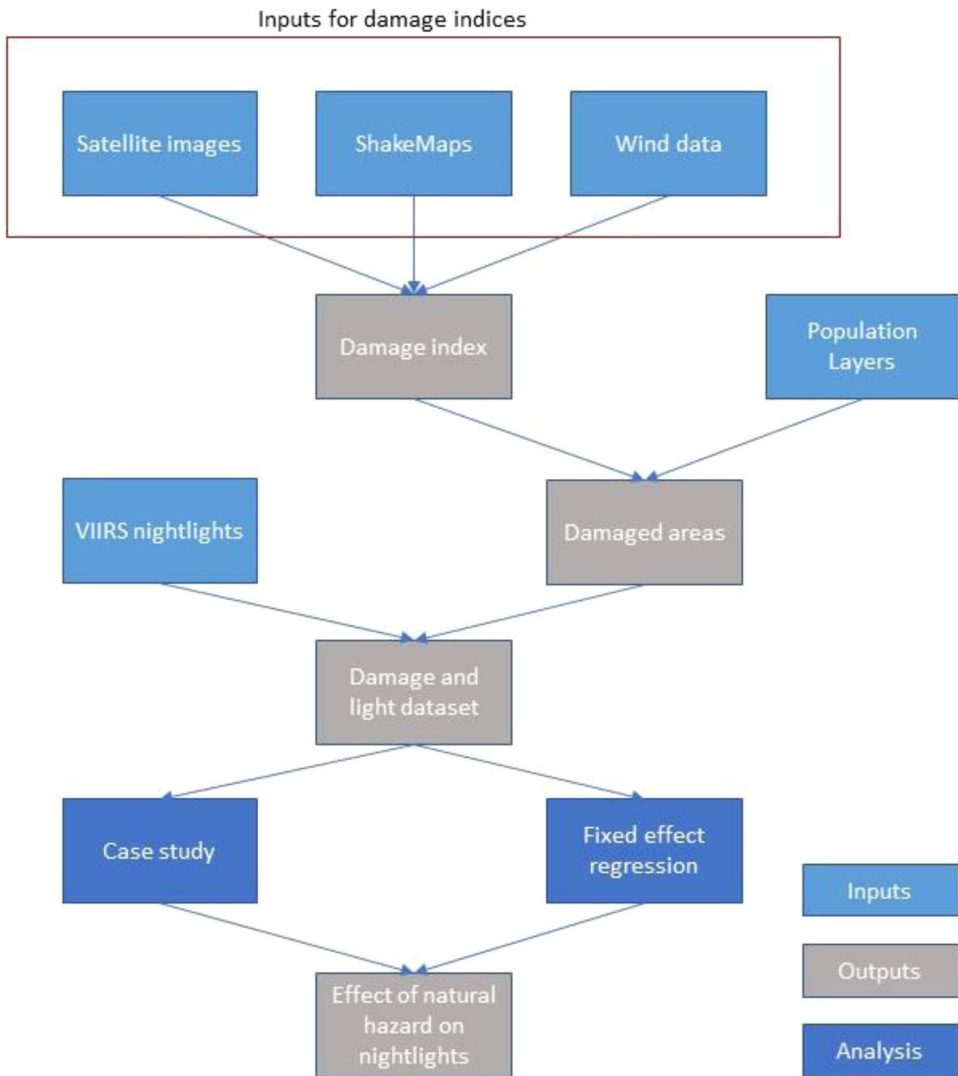 Inputs for damage indices
Satellite images
ShakeMaps
Wind data
Damage index
Population
Layers
VIIRS nightlights
Damaged areas
Damage and
light dataset
Case study
Fixed effect
regression
Inputs
Outputs
Effect of natural
hazard on
nightlights
Analysis